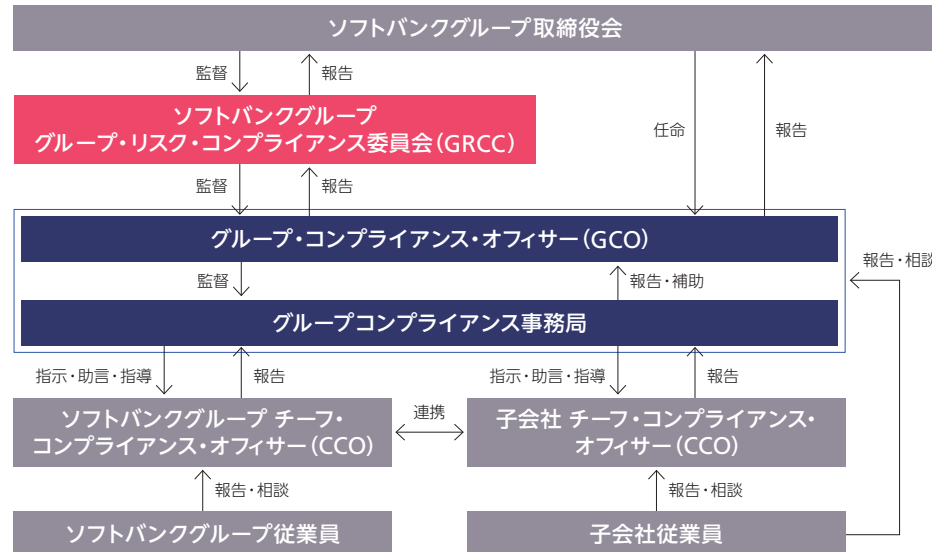 ソフトバンクグループ取締役会
監督
報告
ソフトバンクグループ
グループ・リスク・コンプライアンス委員会(GRCC)
任命
報告
監督
報告
グループ・コンプライアンス・オフィサー(GCO)
監督
報告・補助
報告・相談
グループコンプライアンス事務局
指示・助言・指導
報告
指示・助言・指導
報告
ソフトバンクグループ チーフ・
コンプライアンス・オフィサー(CCO)
連携
子会社 チーフ・コンプライアンス・
オフィサー(CCO)
報告・相談
報告・相談
ソフトバンクグループ従業員
子会社従業員